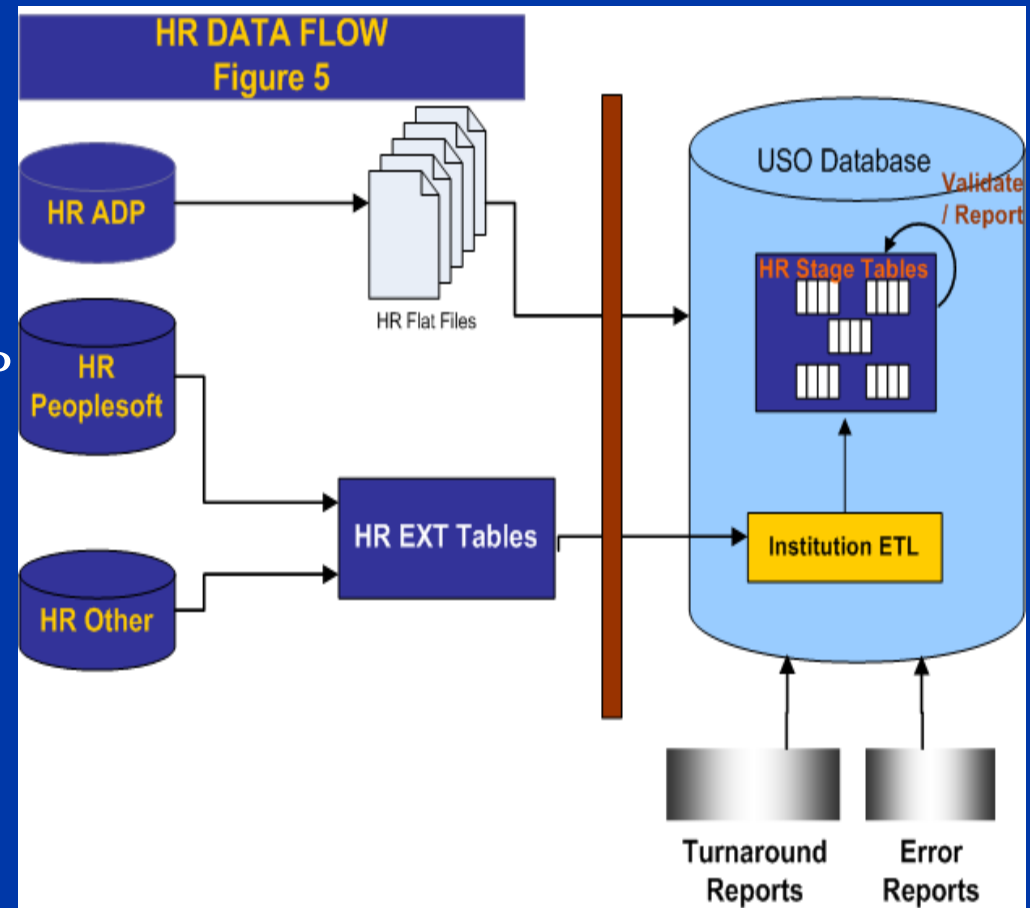 HR DATA FLOW
Figure 5
HR ADP
HR Flat Files
HR
Peoplesoft
HR Other
HR EXT Tables
USO Database
Validate
/ Report
HR Stage Tables
Institution ETL
Turnaround
Reports
Error
Reports